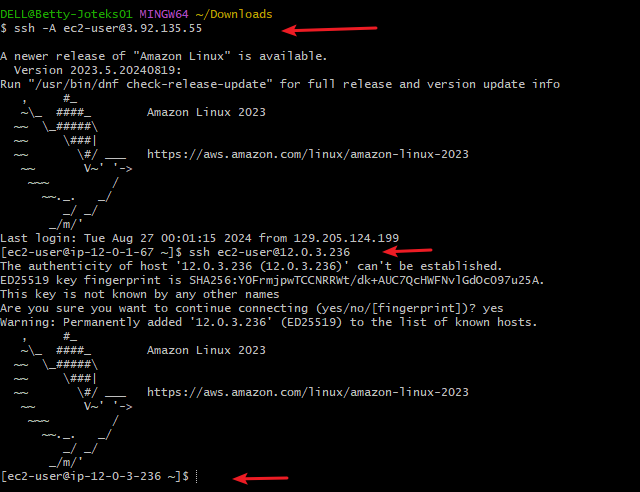 DELL@Betty-Joteks01 MINGW64 ~/Downloads
$ ssh -A ec2-user@3.92.135.55

A newer release of "Amazon Linux" is available.
  Version 2023.5.20240819:
Run "/usr/bin/dnf check-release-update" for full release and version update info
   ,     #_
   ~\_  ####_        Amazon Linux 2023
  ~~  \_#####\
  ~~     \###|
  ~~       \#/ ___   https://aws.amazon.com/linux/amazon-linux-2023
   ~~       V~' '->
    ~~~         /
      ~~._.   _/
         _/ _/
       _/m/'
Last login: Tue Aug 27 00:01:15 2024 from 129.205.124.199
[ec2-user@ip-12-0-1-67 ~]$ ssh ec2-user@12.0.3.236
The authenticity of host '12.0.3.236 (12.0.3.236)' can't be established.
ED25519 key fingerprint is SHA256:YOFrmjpwTCCNRRWt/dk+AUC7QcHWFNvlGdOcO97u25A.
This key is not known by any other names
Are you sure you want to continue connecting (yes/no/[fingerprint])? yes
Warning: Permanently added '12.0.3.236' (ED25519) to the list of known hosts.
   ,     #_
   ~\_  ####_        Amazon Linux 2023
  ~~  \_#####\
  ~~     \###|
  ~~       \#/ ___   https://aws.amazon.com/linux/amazon-linux-2023
   ~~       V~' '->
    ~~~         /
      ~~._.   _/
         _/ _/
       _/m/'
[ec2-user@ip-12-0-3-236 ~]$